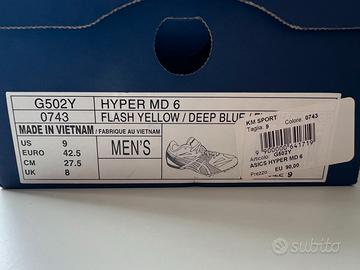 G502Y HYPER MD 6
0743 FLASH YELLOW / DEEP BLUE /
MADE IN VIETNAM / FABRIQUE AU VIETNAM
US 9
EURO 42.5
CM 27.5
UK 8
MEN'S
KM SPORT Colore: 0743
Taglia: 9
Articolo: G502Y
ASICS HYPER MD 6
Prezzo: EU 90,00
9
subito